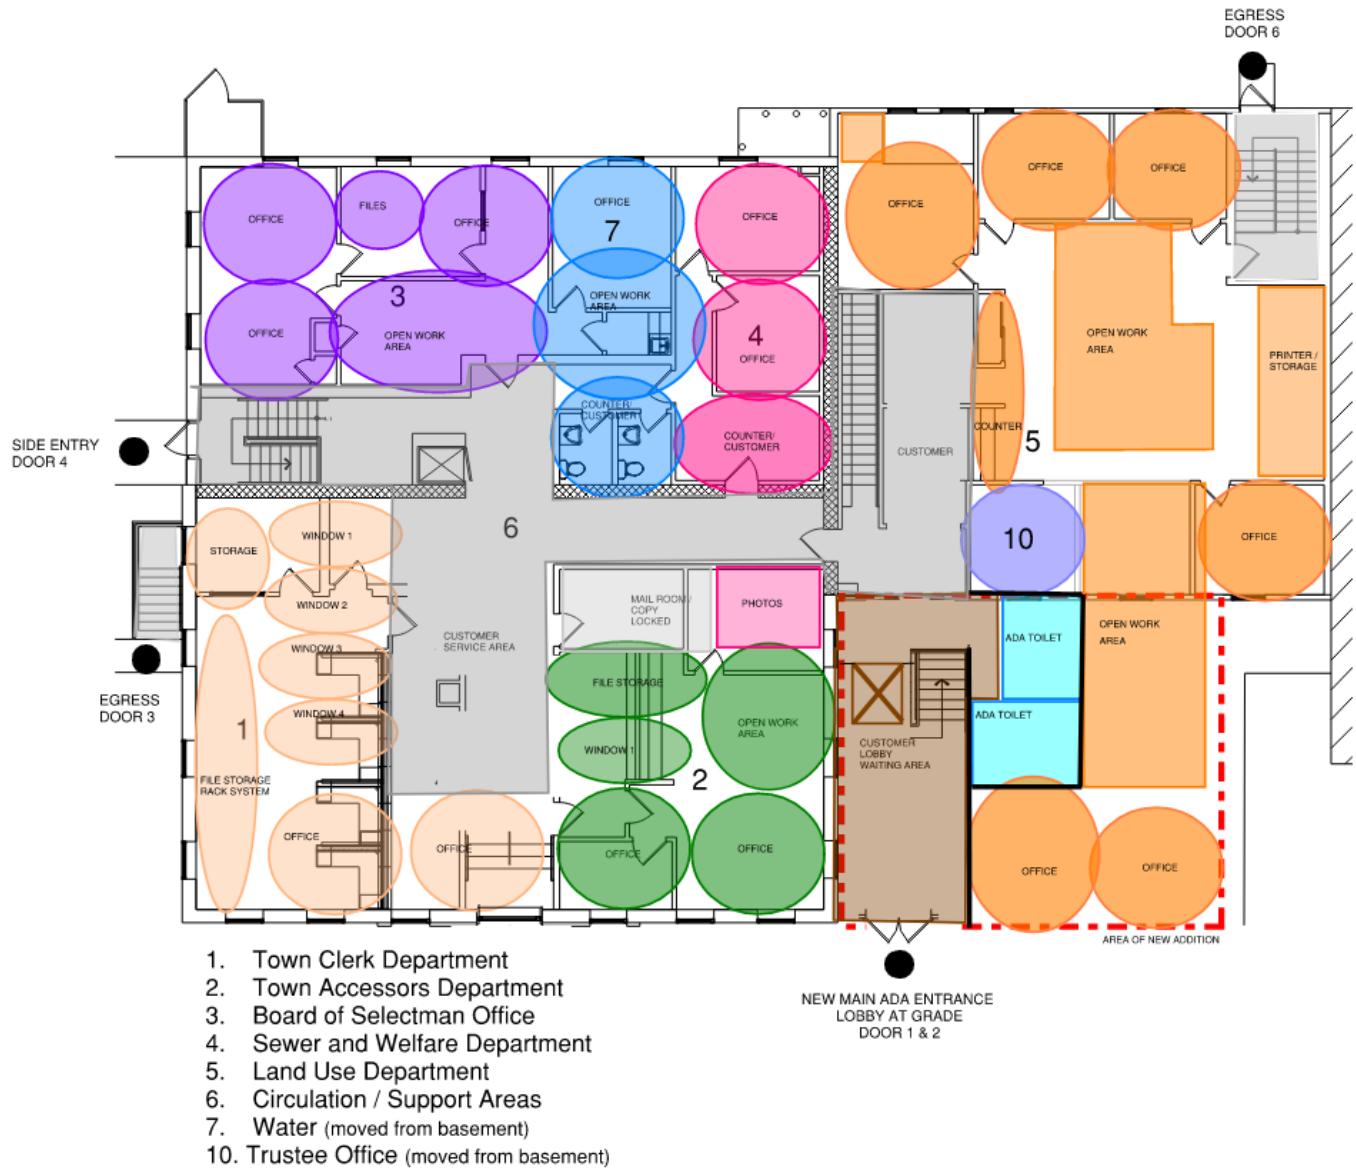 EGRESS
DOOR 6
OFFICE
OFFICE
OFFICE
FILES
OFFICE
OFFICE
7
OFFICE
OFFICE
3
OPEN WORK
AREA
OFFICE
OPEN WORK
AREA
4
OFFICE
OPEN WORK
AREA
PRINTER /
STORAGE
COUNTER/
CUSTOMER
COUNTER/
CUSTOMER
COUNTER
5
CUSTOMER
SIDE ENTRY
DOOR 4
6
STORAGE
WINDOW 1
10
OFFICE
WINDOW 2
MAIL ROOM/
COPY
LOCKED
PHOTOS
CUSTOMER
SERVICE AREA
ADA TOILET
OPEN WORK
AREA
WINDOW 3
FILE STORAGE
EGRESS
DOOR 3
WINDOW 4
1
OPEN WORK
AREA
ADA TOILET
WINDOW 1
CUSTOMER
LOBBY
WAITING AREA
2
FILE STORAGE
RACK SYSTEM
OFFICE
OFFICE
OFFICE
OFFICE
OFFICE
OFFICE
AREA OF NEW ADDITION
NEW MAIN ADA ENTRANCE
LOBBY AT GRADE
DOOR 1 & 2
1. Town Clerk Department
2. Town Accessors Department
3. Board of Selectman Office
4. Sewer and Welfare Department
5. Land Use Department
6. Circulation / Support Areas
7. Water (moved from basement)
10. Trustee Office (moved from basement)